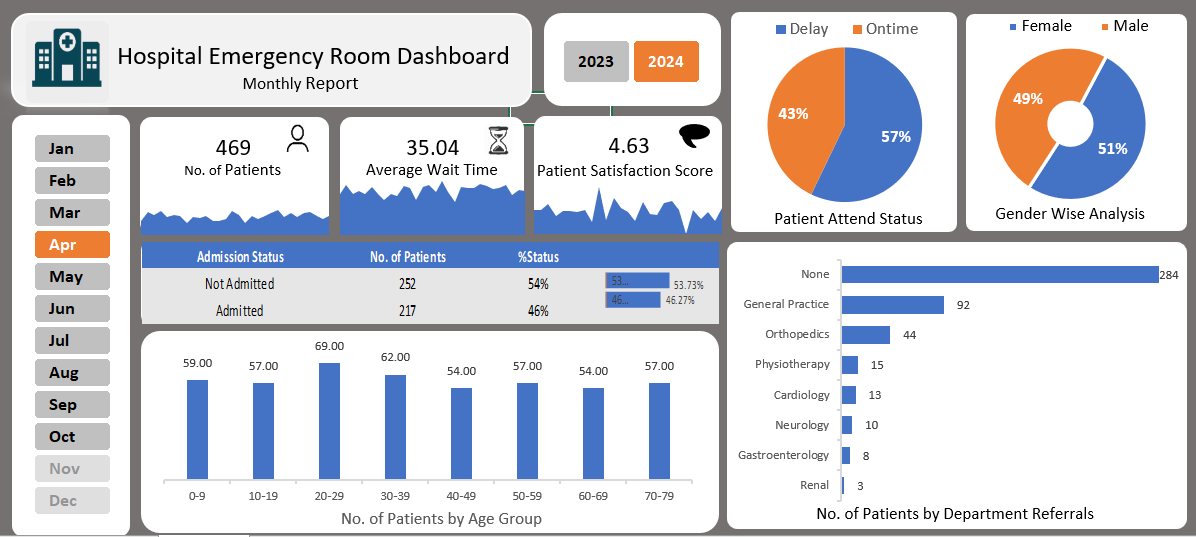 Hospital Emergency Room Dashboard
Monthly Report
2023 2024
Jan
Feb
Mar
Apr
May
Jun
Jul
Aug
Sep
Oct
Nov
Dec
469
No. of Patients
35.04
Average Wait Time
4.63
Patient Satisfaction Score
Delay Ontime
43%
57%
Patient Attend Status
Female Male
49%
51%
Gender Wise Analysis
Admission Status No. of Patients %Status
Not Admitted 252 54% 53... 53.73%
Admitted 217 46% 46... 46.27%
59.00 57.00 69.00 62.00 54.00 57.00 54.00 57.00
0-9 10-19 20-29 30-39 40-49 50-59 60-69 70-79
No. of Patients by Age Group
None 284
General Practice 92
Orthopedics 44
Physiotherapy 15
Cardiology 13
Neurology 10
Gastroenterology 8
Renal 3
No. of Patients by Department Referrals